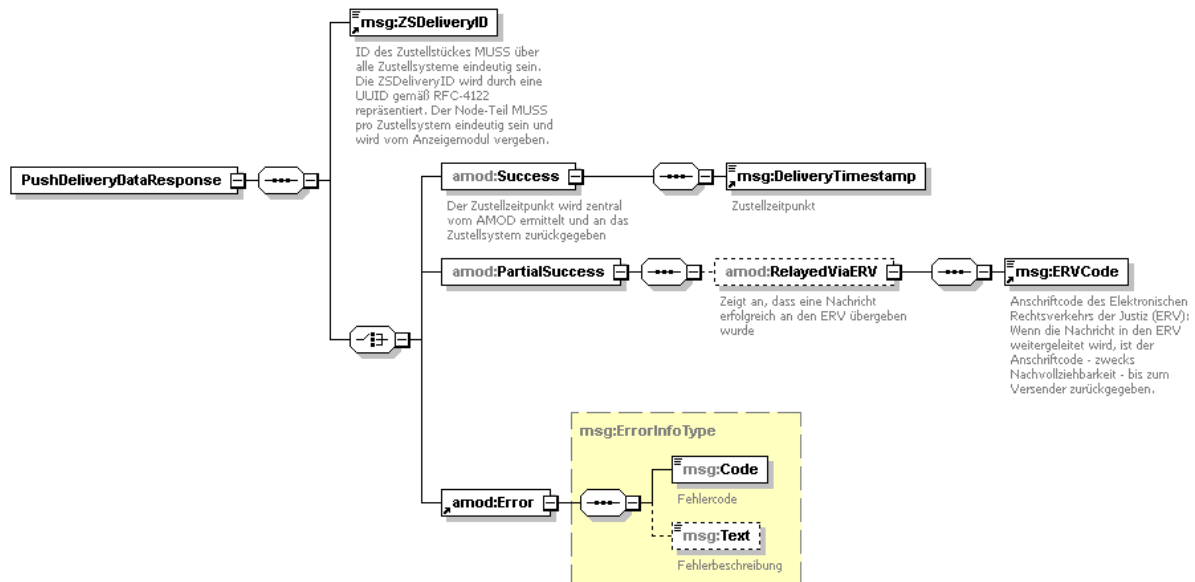 msg:ZSDeliveryID
ID des Zustellstückes MUSS über
alle Zustellsysteme eindeutig sein.
Die ZSDeliveryID wird durch eine
UUID gemäß RFC-4122
repräsentiert. Der Node-Teil MUSS
pro Zustellsystem eindeutig sein und
wird vom Anzeigemodul vergeben.
PushDeliveryDataResponse
amod:Success
Der Zustellzeitpunkt wird zentral
vom AMOD ermittelt und an das
Zustellsystem zurückgegeben
msg:DeliveryTimestamp
Zustellzeitpunkt
amod:PartialSuccess
amod:RelayedViaERV
Zeigt an, dass eine Nachricht
erfolgreich an den ERV übergeben
wurde
msg:ERVCode
Anschriftcode des Elektronischen
Rechtsverkehrs der Justiz (ERV):
Wenn die Nachricht in den ERV
weitergeleitet wird, ist der
Anschriftcode - zwecks
Nachvollziehbarkeit - bis zum
Versender zurückgegeben.
msg:ErrorInfoType
amod:Error
msg:Code
Fehlercode
msg:Text
Fehlerbeschreibung